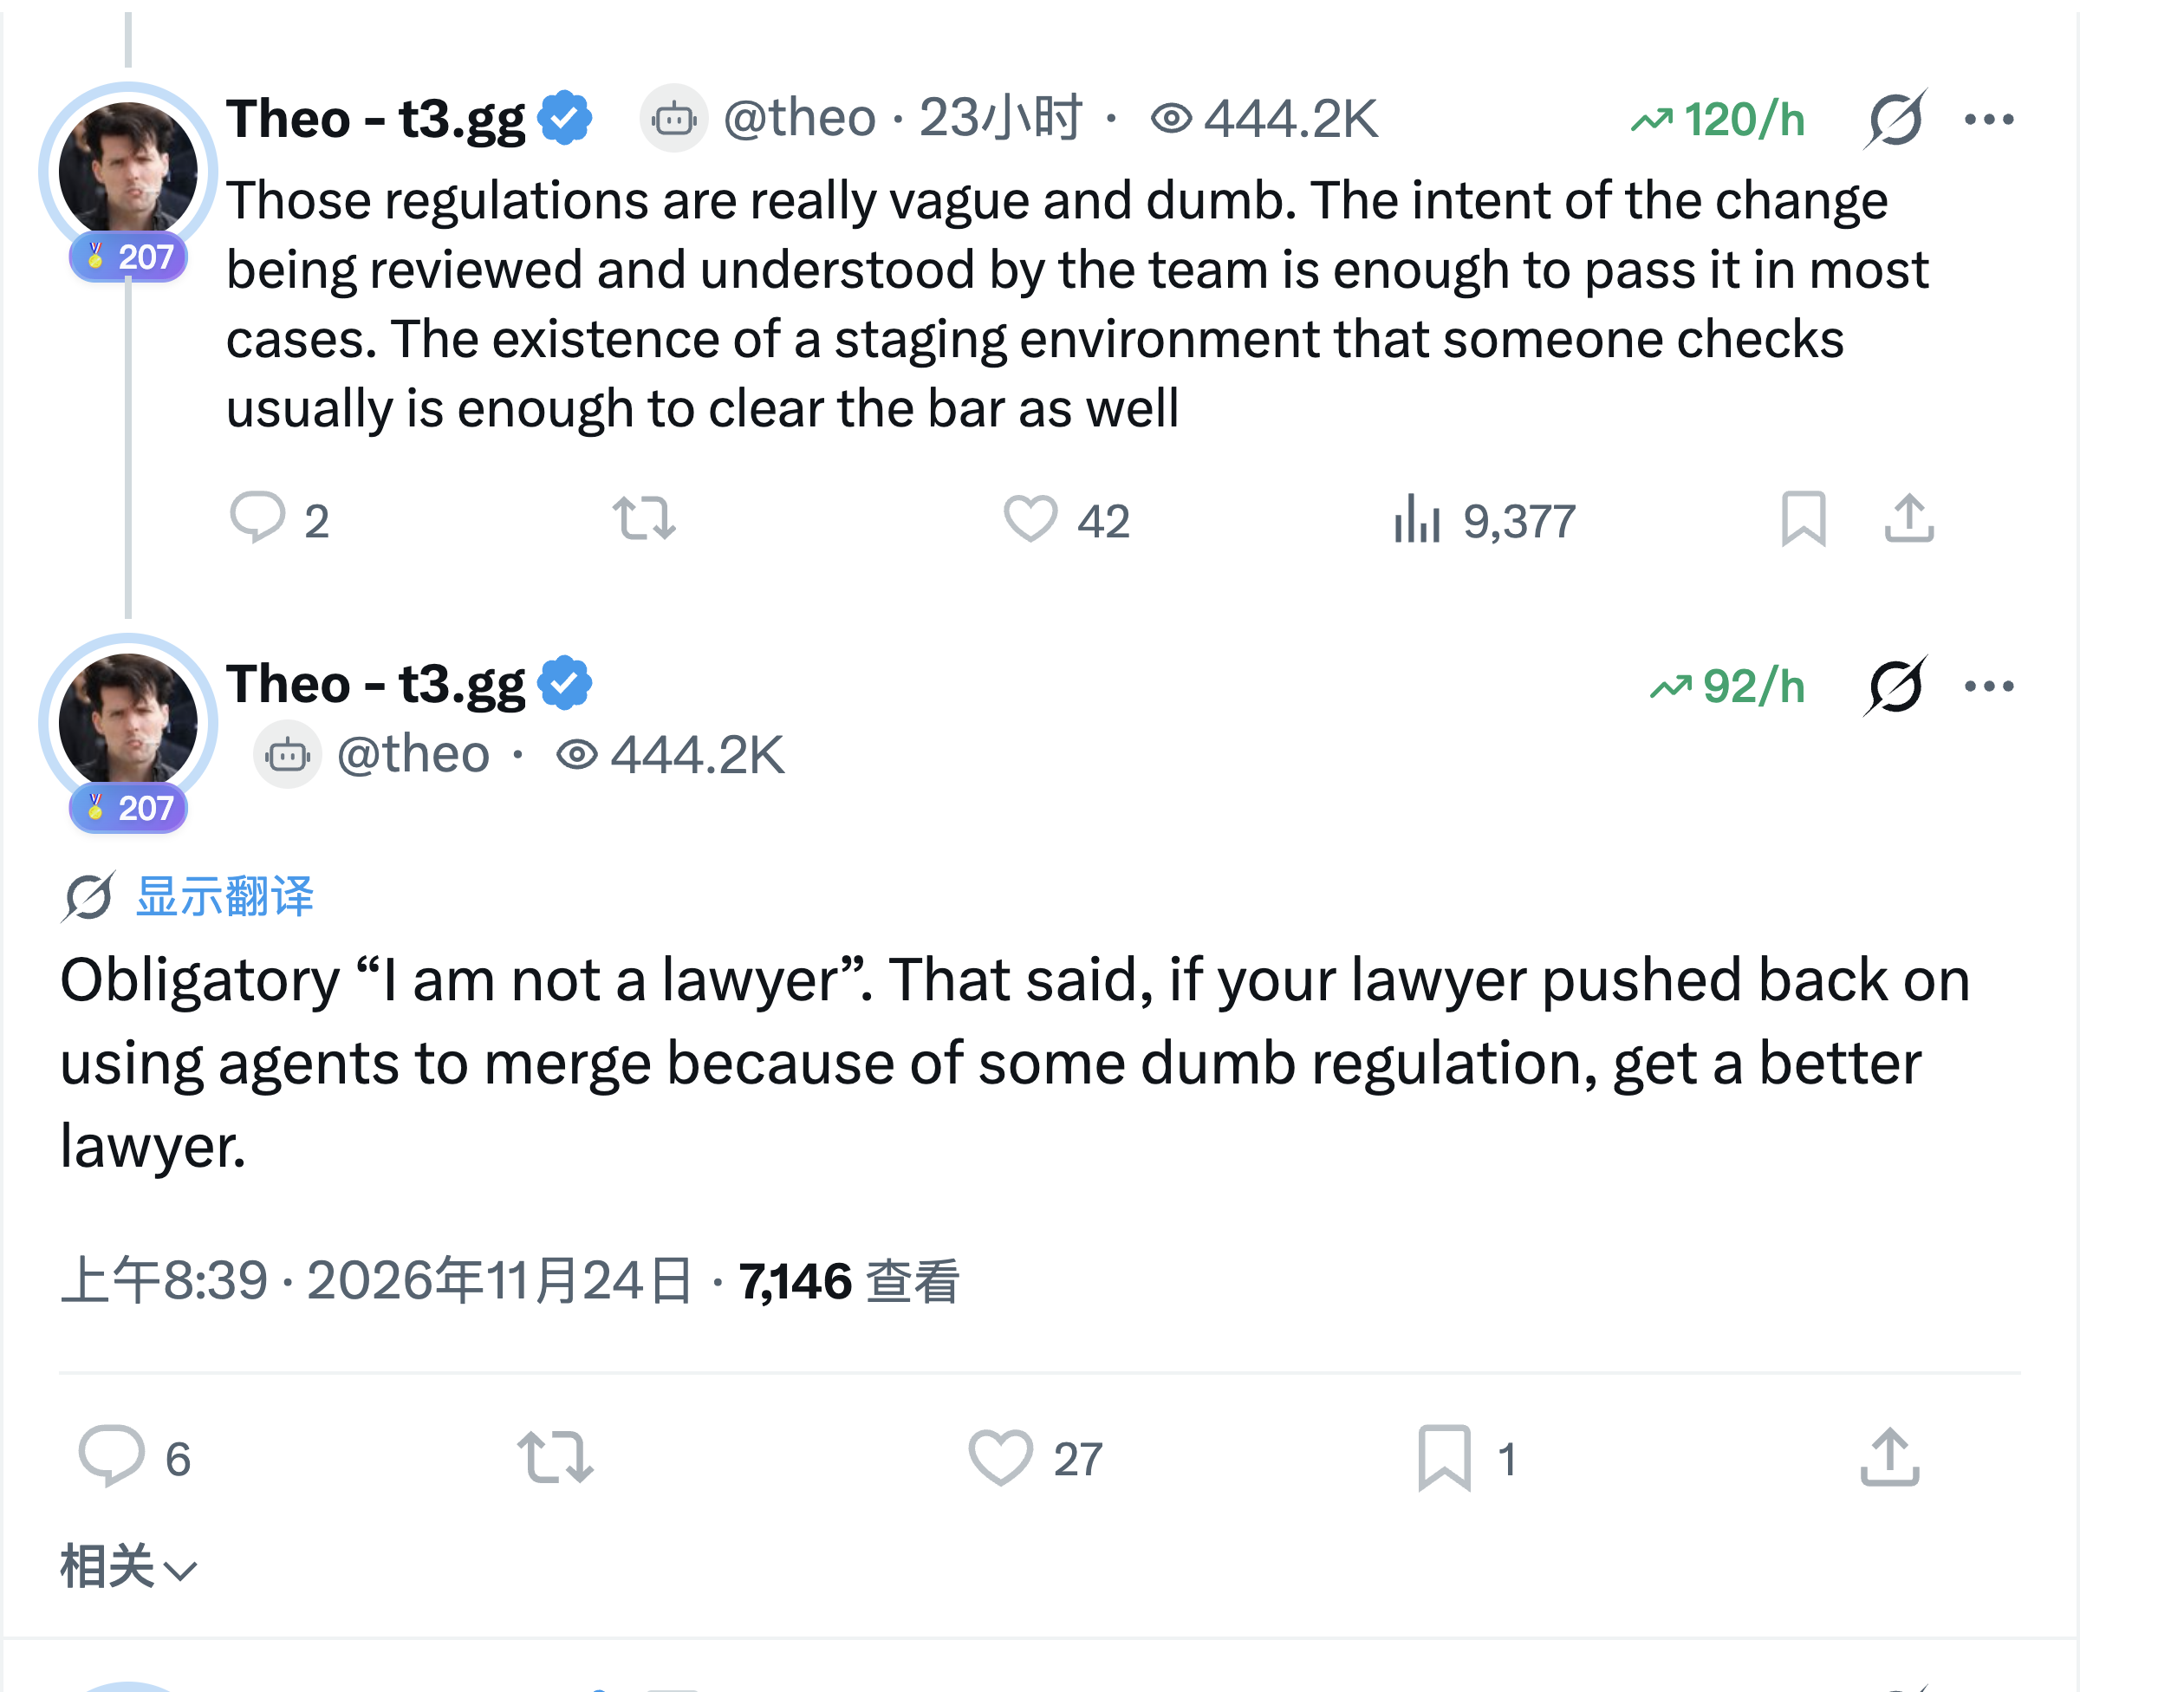 Theo - t3.gg @theo · 23小时 · 444.2K 120/h
Those regulations are really vague and dumb. The intent of the change
being reviewed and understood by the team is enough to pass it in most
cases. The existence of a staging environment that someone checks
usually is enough to clear the bar as well
207
2 42 9,377
Theo - t3.gg 92/h
@theo · 444.2K
207
显示翻译
Obligatory “I am not a lawyer”. That said, if your lawyer pushed back on
using agents to merge because of some dumb regulation, get a better
lawyer.
上午8:39 · 2026年11月24日 · 7,146 查看
6 27 1
相关